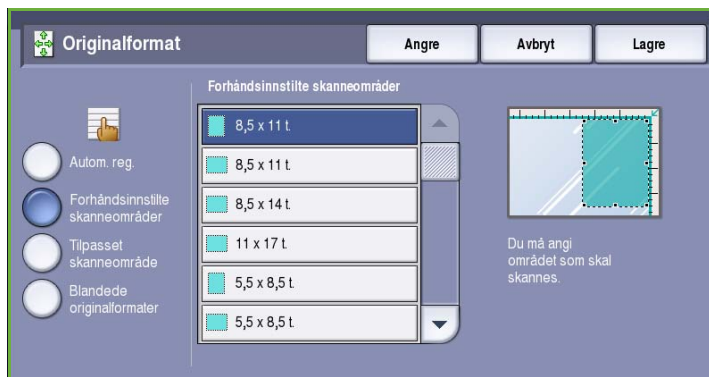 Originalformat
Angre
Avbryt
Lagre
Forhåndsinnstilte skanneområder
Autom. reg.
Forhåndsinnstilte
skanneområder
Tilpasset
skanneområde
Blandede
originalformater
8,5 x 11 t.
8,5 x 11 t.
8,5 x 14 t.
11 x 17 t.
5,5 x 8,5 t.
5,5 x 8,5 t.
Du må angi
området som skal
skannes.